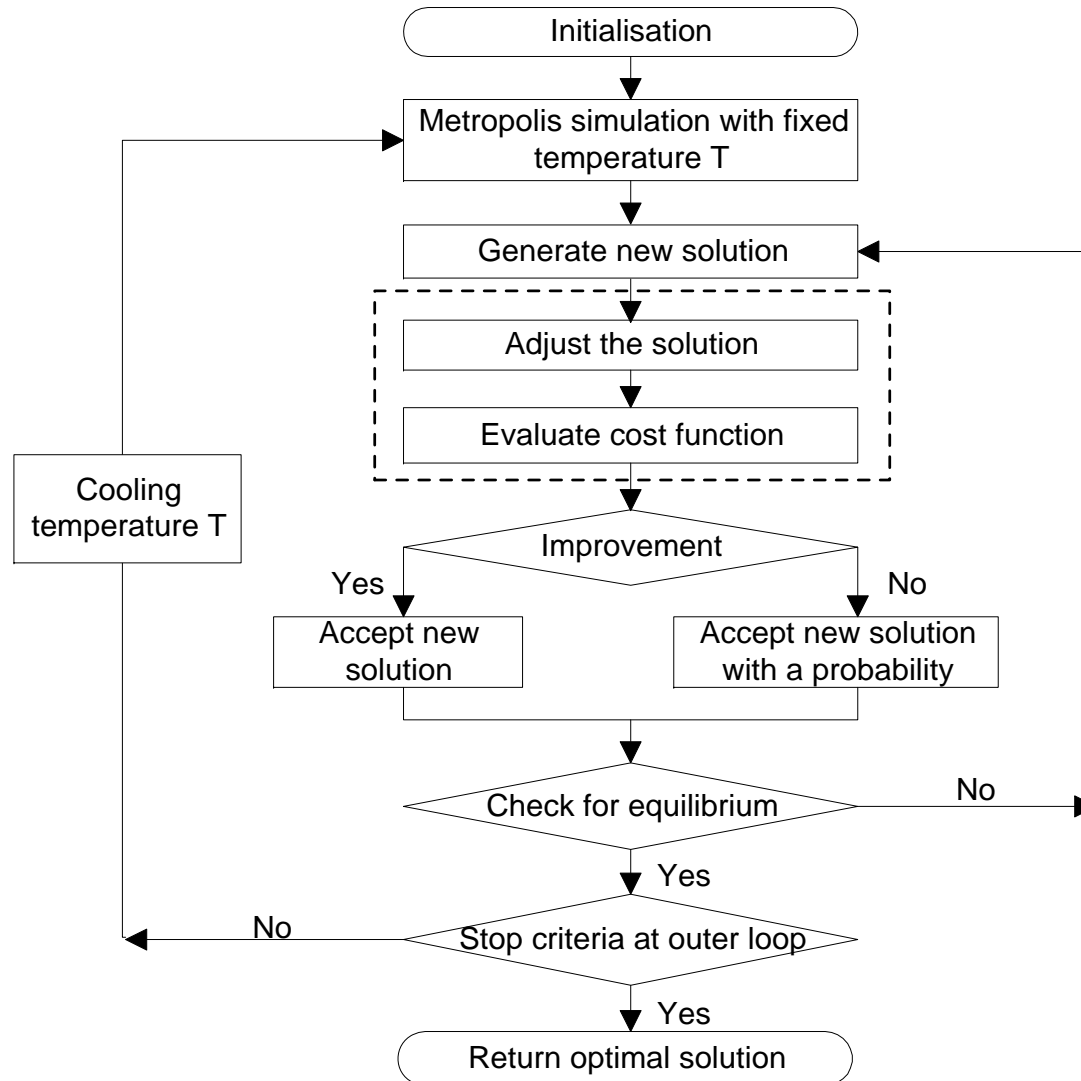 Initialisation
Metropolis simulation with fixed
temperature T
Generate new solution
Adjust the solution
Evaluate cost function
Cooling
temperature T
Improvement
Yes
No
Accept new
solution
Accept new solution
with a probability
Check for equilibrium
No
Yes
No
Stop criteria at outer loop
Yes
Return optimal solution